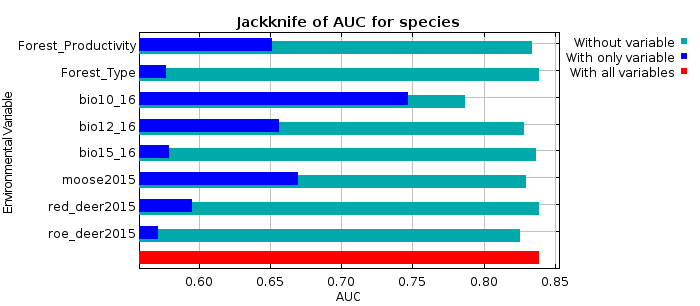 Jackknife of AUC for species
Environmental Variable
Forest_Productivity
Forest_Type
bio10_16
bio12_16
bio15_16
moose2015
red_deer2015
roe_deer2015
0.60 0.65 0.70 0.75 0.80 0.85
AUC
Without variable
With only variable
With all variables